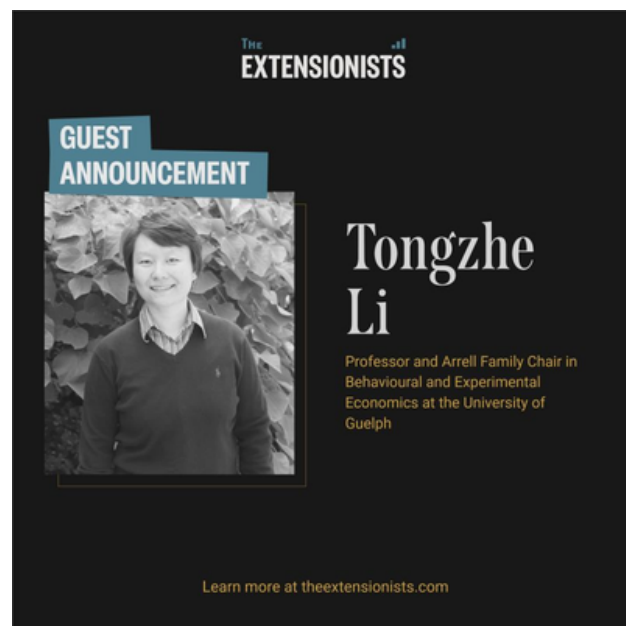 THE
EXTENSIONISTS
GUEST
ANNOUNCEMENT
Tongzhe
Li
Professor and Arrell Family Chair in
Behavioural and Experimental
Economics at the University of
Guelph
Learn more at theextensionists.com